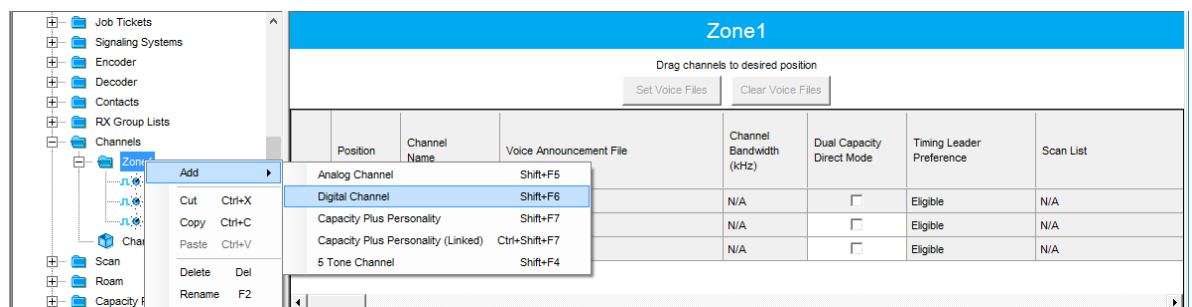 Job Tickets
Signaling Systems
Encoder
Decoder
Contacts
RX Group Lists
Channels
Scan
Roam
Add
Cut Ctrl+X
Copy Ctrl+C
Paste Ctrl+V
Delete Del
Rename F2
Analog Channel Shift+F5
Digital Channel Shift+F6
Capacity Plus Personality Shift+F7
Capacity Plus Personality (Linked) Ctrl+Shift+F7
5 Tone Channel Shift+F4
Zone1
Drag channels to desired position
Set Voice Files Clear Voice Files
Position
Channel
Name
Voice Announcement File
Channel
Bandwidth
(kHz)
Dual Capacity
Direct Mode
Timing Leader
Preference
Scan List
N/A Eligible N/A
N/A Eligible N/A
N/A Eligible N/A